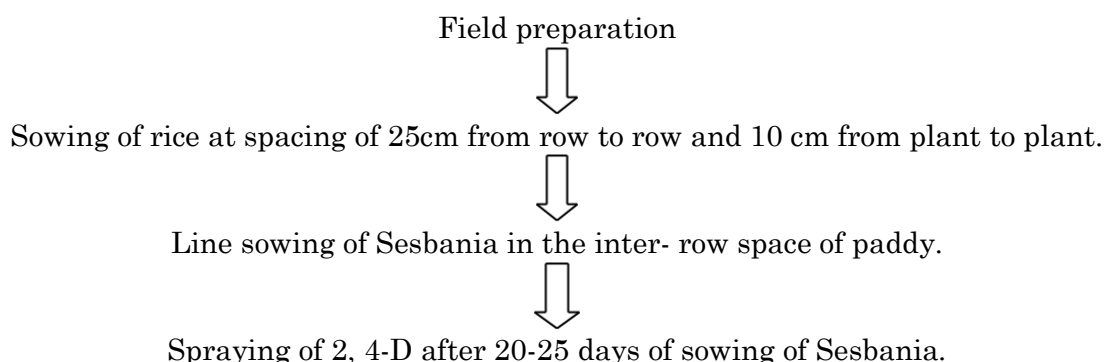 Field preparation
Sowing of rice at spacing of 25cm from row to row and 10 cm from plant to plant.
Line sowing of Sesbania in the inter- row space of paddy.
Spraying of 2, 4-D after 20-25 days of sowing of Sesbania.